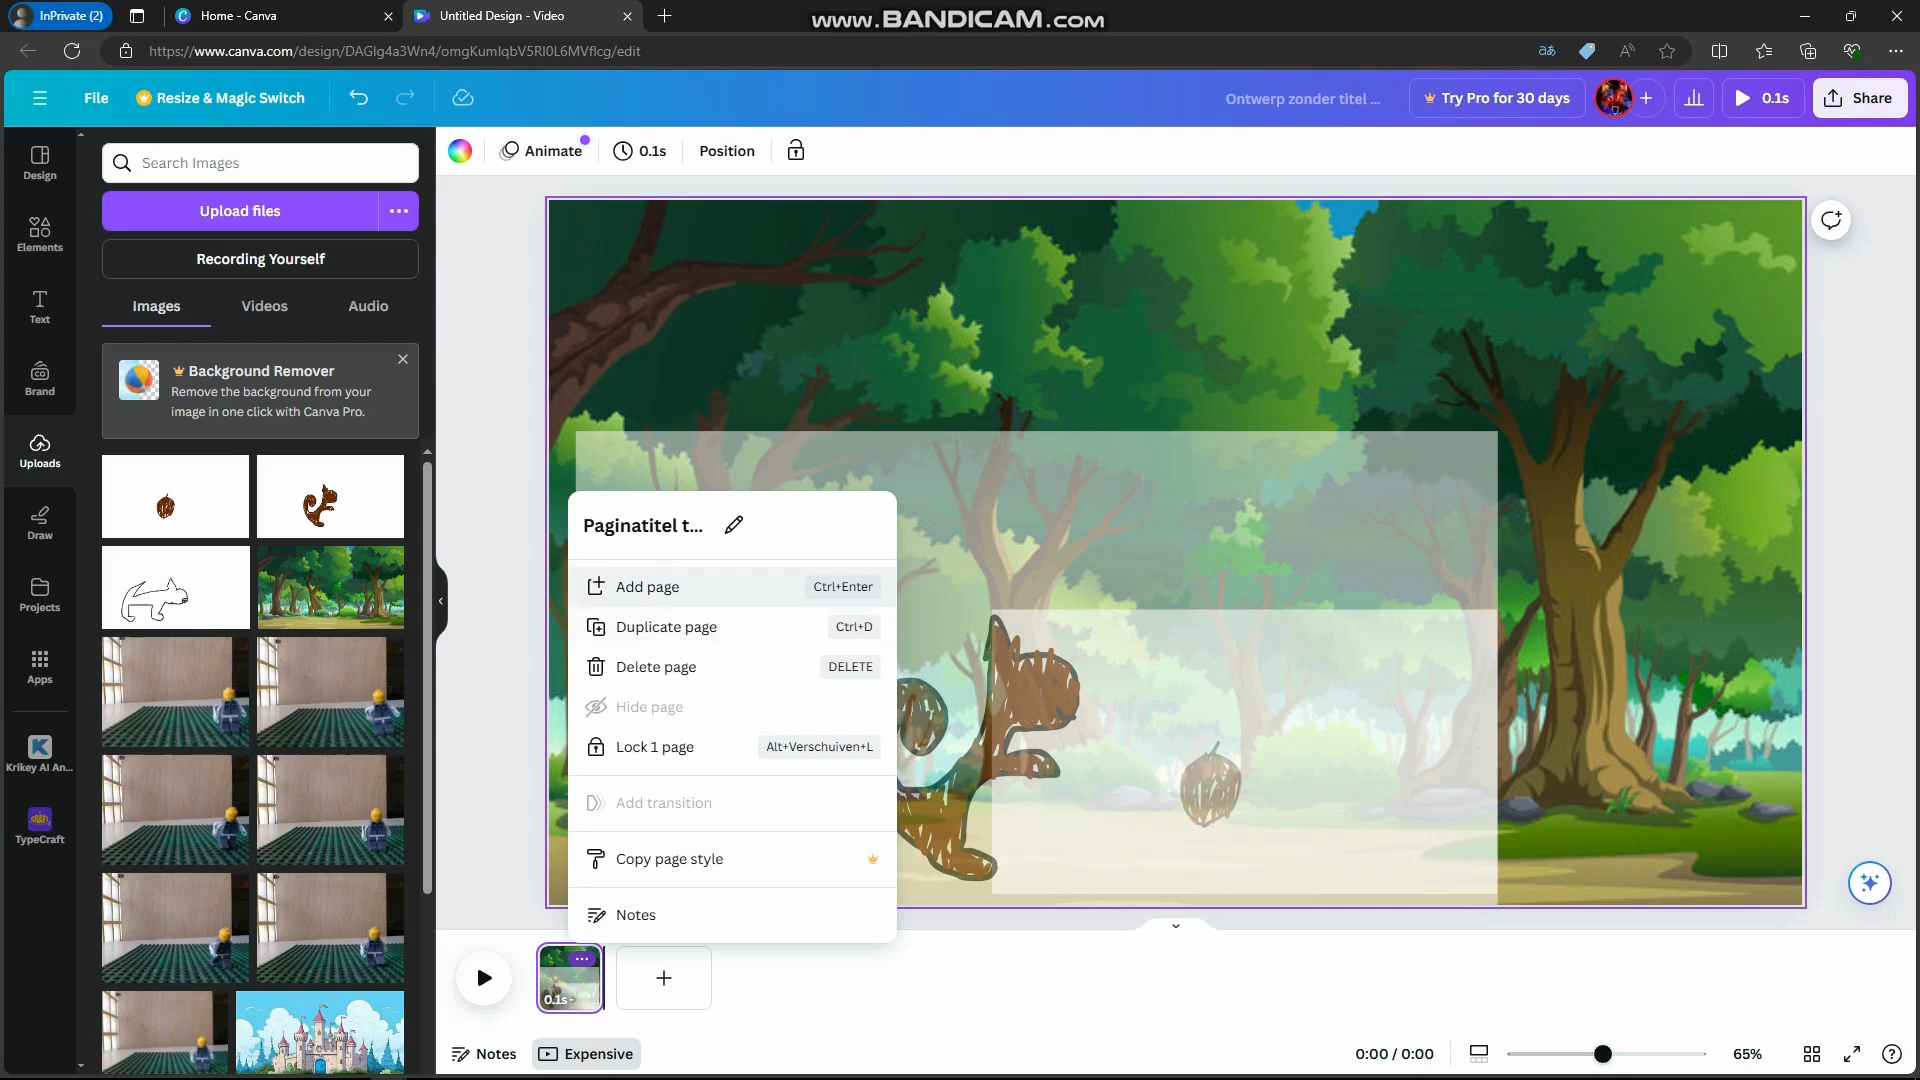 InPrivate (2)
Home - Canva
Untitled Design - Video
www.BANDICAM.com
https://www.canva.com/design/DAGlg4a3Wn4/omgKumlqbV5RI0L6MVflcg/edit
File
Resize & Magic Switch
Ontwerp zonder titel ...
Try Pro for 30 days
0.1s
Share
Design
Elements
Text
Brand
Uploads
Draw
Projects
Apps
Krikey AI An...
CRAFT
TypeCraft
Search Images
Upload files
Recording Yourself
Images
Videos
Audio
Background Remover
Remove the background from your
image in one click with Canva Pro.
Animate
0.1s
Position
Paginatitel t...
Add page
Ctrl+Enter
Duplicate page
Ctrl+D
Delete page
DELETE
Hide page
Lock 1 page
Alt+Verschuiven+L
Add transition
Copy page style
Notes
0.1s
Notes
Expensive
0:00 / 0:00
65%